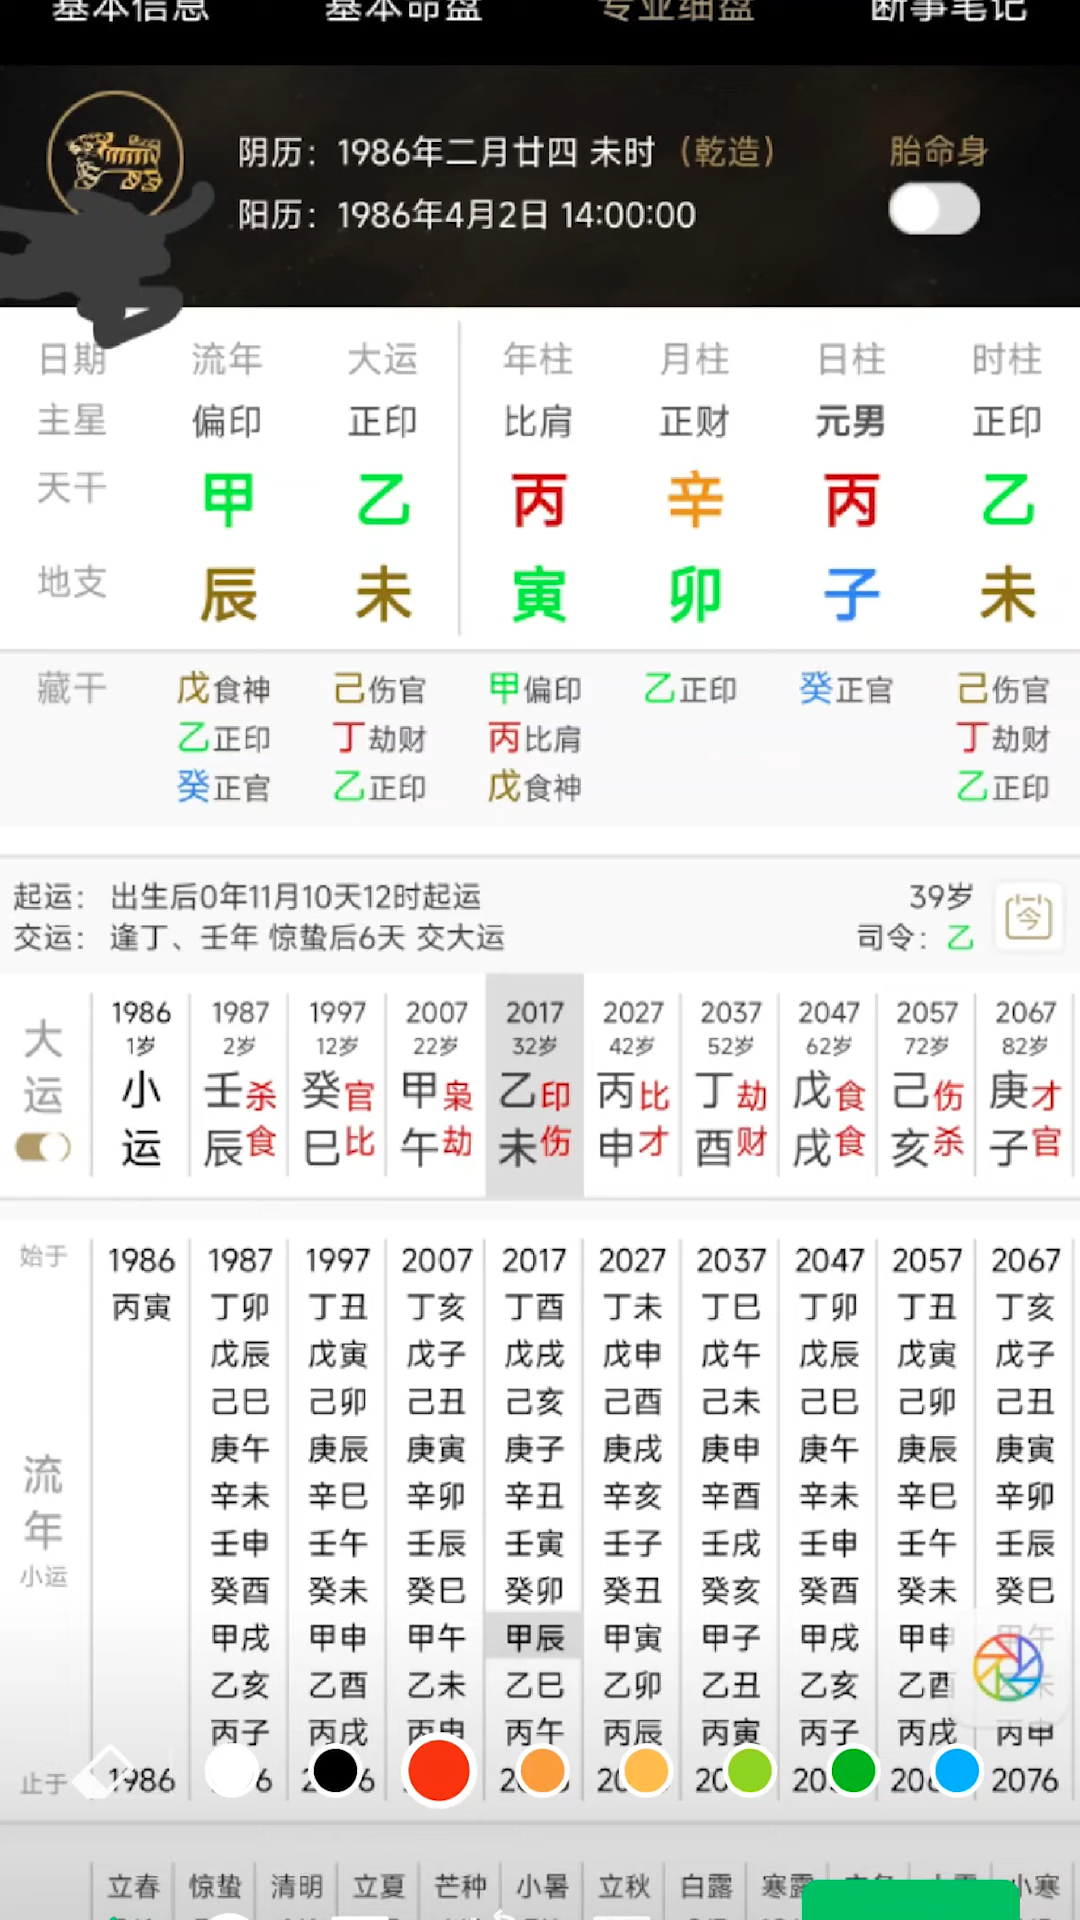 基本信息 基本命盘 专业细盘 断事笔记
阴历：1986年二月廿四 未时（乾造） 胎命身
阳历：1986年4月2日 14:00:00
日期 流年 大运 年柱 月柱 日柱 时柱
主星 偏印 正印 比肩 正财 元男 正印
天干 甲 乙 丙 辛 丙 乙
地支 辰 未 寅 卯 子 未
藏干 戊食神 己伤官 甲偏印 乙正印 癸正官 己伤官
乙正印 丁劫财 丙比肩 丁劫财
癸正官 乙正印 戊食神 乙正印
起运： 出生后0年11月10天12时起运 39岁 今
交运： 逢丁、壬年 惊蛰后6天 交大运 司令：乙
大运
1986 1987 1997 2007 2017 2027 2037 2047 2057 2067
1岁 2岁 12岁 22岁 32岁 42岁 52岁 62岁 72岁 82岁
小 壬杀 癸官 甲枭 乙印 丙比 丁劫 戊食 己伤 庚才
运 辰食 巳比 午劫 未伤 申才 酉财 戌食 亥杀 子官
始于 1986 1987 1997 2007 2017 2027 2037 2047 2057 2067
丙寅 丁卯 丁丑 丁亥 丁酉 丁未 丁巳 丁卯 丁丑 丁亥
戊辰 戊寅 戊子 戊戌 戊申 戊午 戊辰 戊寅 戊子
己巳 己卯 己丑 己亥 己酉 己未 己巳 己卯 己丑
庚午 庚辰 庚寅 庚子 庚戌 庚申 庚午 庚辰 庚寅
流年 辛未 辛巳 辛卯 辛丑 辛亥 辛酉 辛未 辛巳 辛卯
壬申 壬午 壬辰 壬寅 壬子 壬戌 壬申 壬午 壬辰
小运 癸酉 癸未 癸巳 癸卯 癸丑 癸亥 癸酉 癸未 癸巳
甲戌 甲申 甲午 甲辰 甲寅 甲子 甲戌 甲申 午
乙亥 乙酉 乙未 乙巳 乙卯 乙丑 乙亥 乙酉 未
丙子 丙戌 丙申 丙午 丙辰 丙寅 丙子 丙戌 丙申
止于 1986 2076
立春 惊蛰 清明 立夏 芒种 小暑 立秋 白露 寒露 小寒